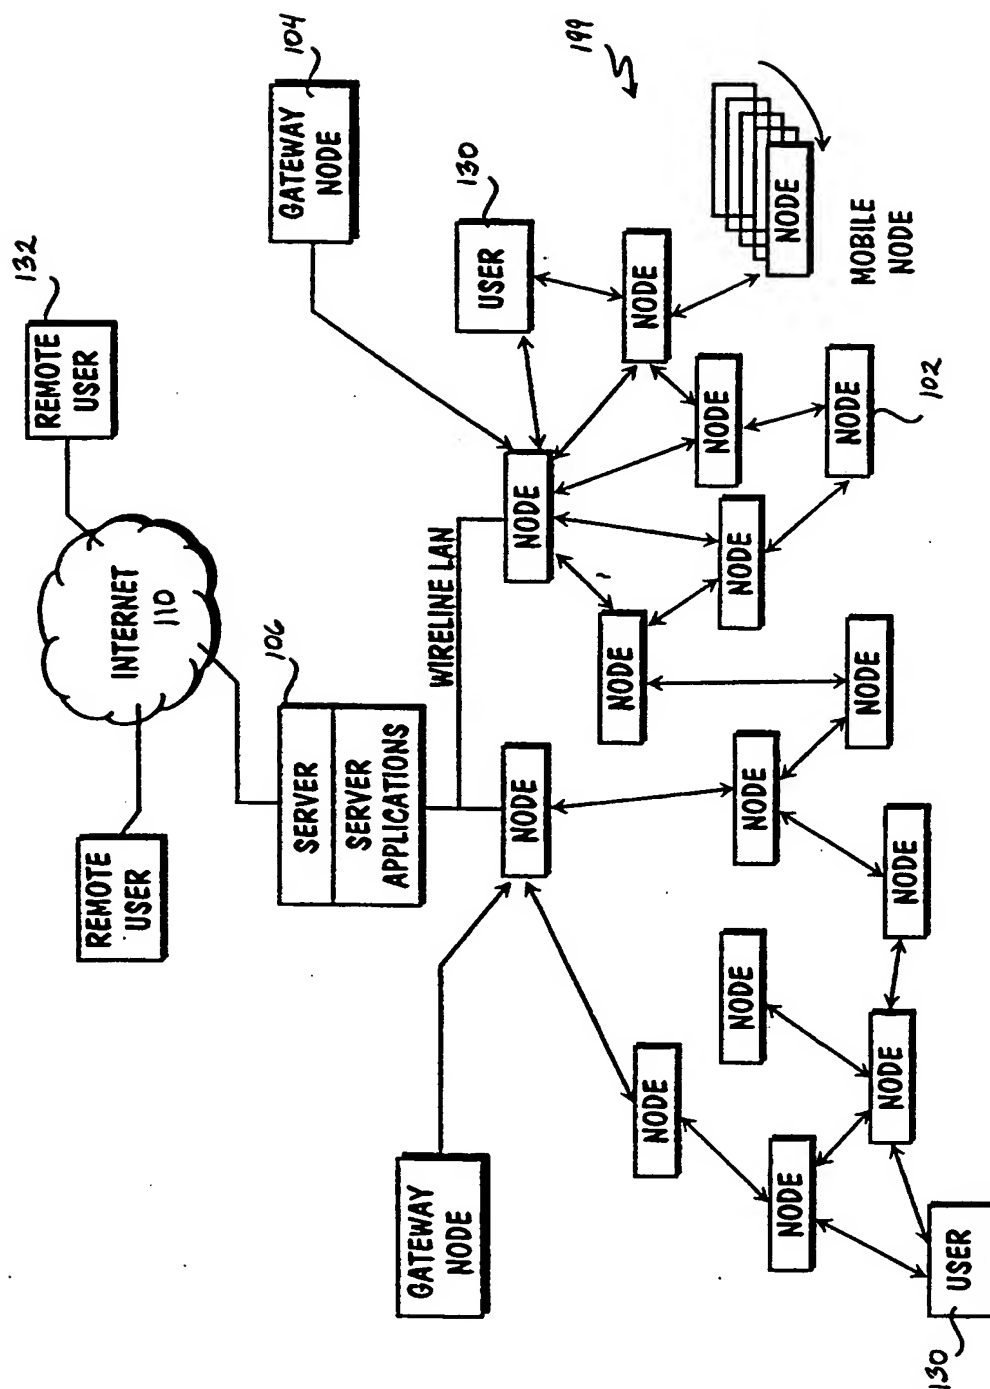 REMOTE
USER
INTERNET
110
REMOTE
USER
132
SERVER
SERVER
APPLICATIONS
106
WIRELINE LAN
GATEWAY
NODE
104
GATEWAY
NODE
NODE
NODE
USER
130
199
NODE
NODE
NODE
NODE
NODE
NODE
NODE
NODE
NODE
MOBILE
NODE
NODE
NODE
NODE
NODE
102
USER
130